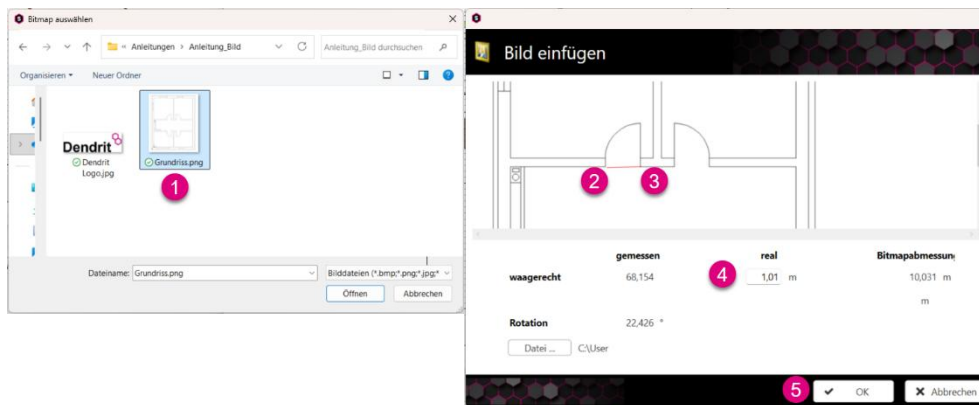 Bitmap auswählen
« Anleitungen > Anleitung_Bild
Anleitung_Bild durchsuchen
Organisieren
Neuer Ordner
Dendrit
Dendrit
Logo.jpg
Grundriss.png
1
Dateiname:
Grundriss.png
Bilddateien (*.bmp;*.png;*.jpg;*
Öffnen
Abbrechen
Bild einfügen
2
3
gemessen
real
Bitmapabmessun
waagerecht
68,154
4
1,01 m
10,031 m
m
Rotation
22,426 °
Datei ...
C:\User
5
OK
Abbrechen